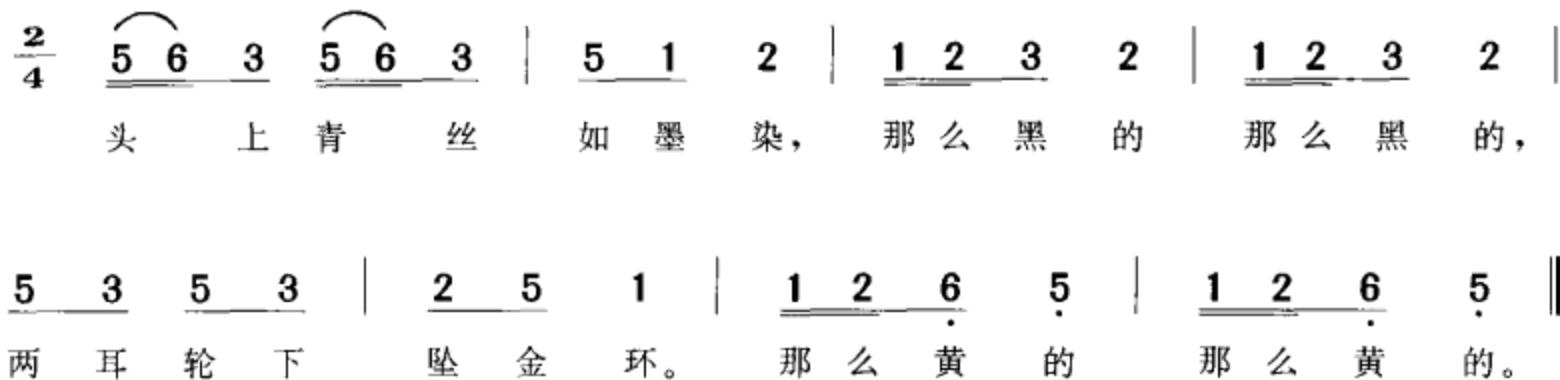 2/4 5 6 3 5 6 3 | 5 1 2 | 1 2 3 2 | 1 2 3 2 |
头 上 青 丝 如 墨 染， 那 么 黑 的 那 么 黑 的，
5 3 5 3 | 2 5 1 | 1 2 6̣ 5̣ | 1 2 6̣ 5̣ ‖
两 耳 轮 下 坠 金 环。 那 么 黄 的 那 么 黄 的。